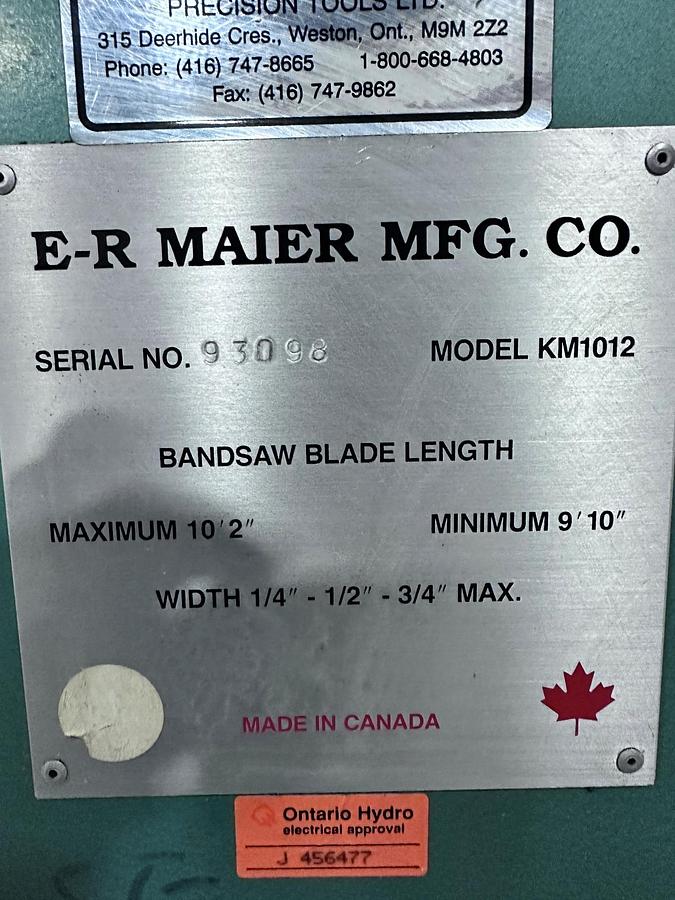 PRECISION TOOLS LTD.
315 Deerhide Cres., Weston, Ont., M9M 2Z2
Phone: (416) 747-8665 1-800-668-4803
Fax: (416) 747-9862
E-R MAIER MFG. CO.
SERIAL NO. 93098 MODEL KM1012
BANDSAW BLADE LENGTH
MAXIMUM 10′2″ MINIMUM 9′10″
WIDTH 1/4″ - 1/2″ - 3/4″ MAX.
MADE IN CANADA
Ontario Hydro
electrical approval
J 456477